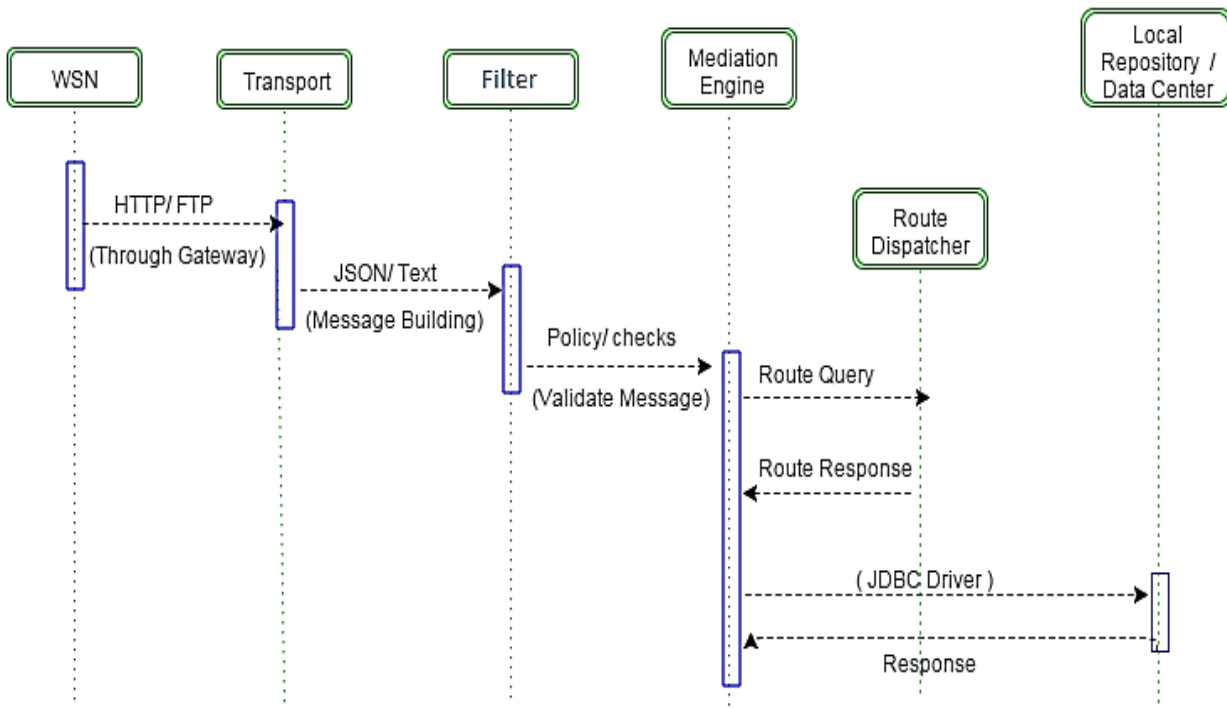 WSN
Transport
Filter
Mediation
Engine
Local
Repository /
Data Center
Route
Dispatcher
HTTP/ FTP
(Through Gateway)
JSON/ Text
(Message Building)
Policy/ checks
(Validate Message)
Route Query
Route Response
( JDBC Driver )
Response